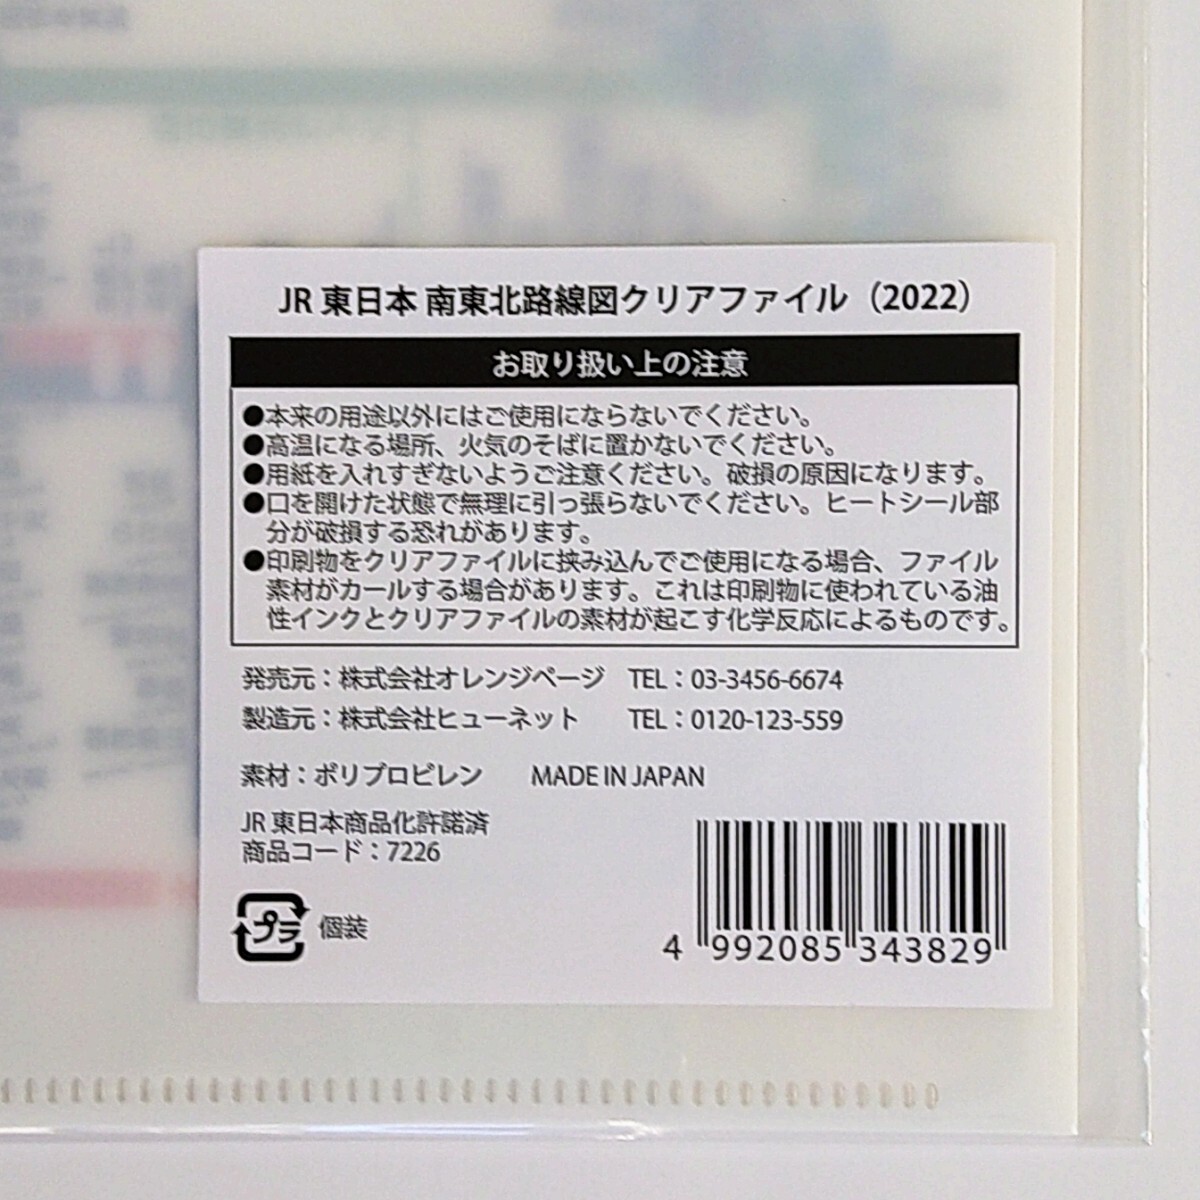 JR 東日本 南東北路線図クリアファイル（2022）
お取り扱い上の注意
●本来の用途以外にはご使用にならないでください。
●高温になる場所、火気のそばに置かないでください。
●用紙を入れすぎないようご注意ください。破損の原因になります。
●口を開けた状態で無理に引っ張らないでください。ヒートシール部
分が破損する恐れがあります。
●印刷物をクリアファイルに挟み込んでご使用になる場合、ファイル
素材がカールする場合があります。これは印刷物に使われている油
性インクとクリアファイルの素材が起こす化学反応によるものです。
発売元：株式会社オレンジページ TEL：03-3456-6674
製造元：株式会社ヒューネット TEL：0120-123-559
素材：ポリプロピレン MADE IN JAPAN
JR 東日本商品化許諾済
商品コード：7226
プラ 個装
4 992085 343829